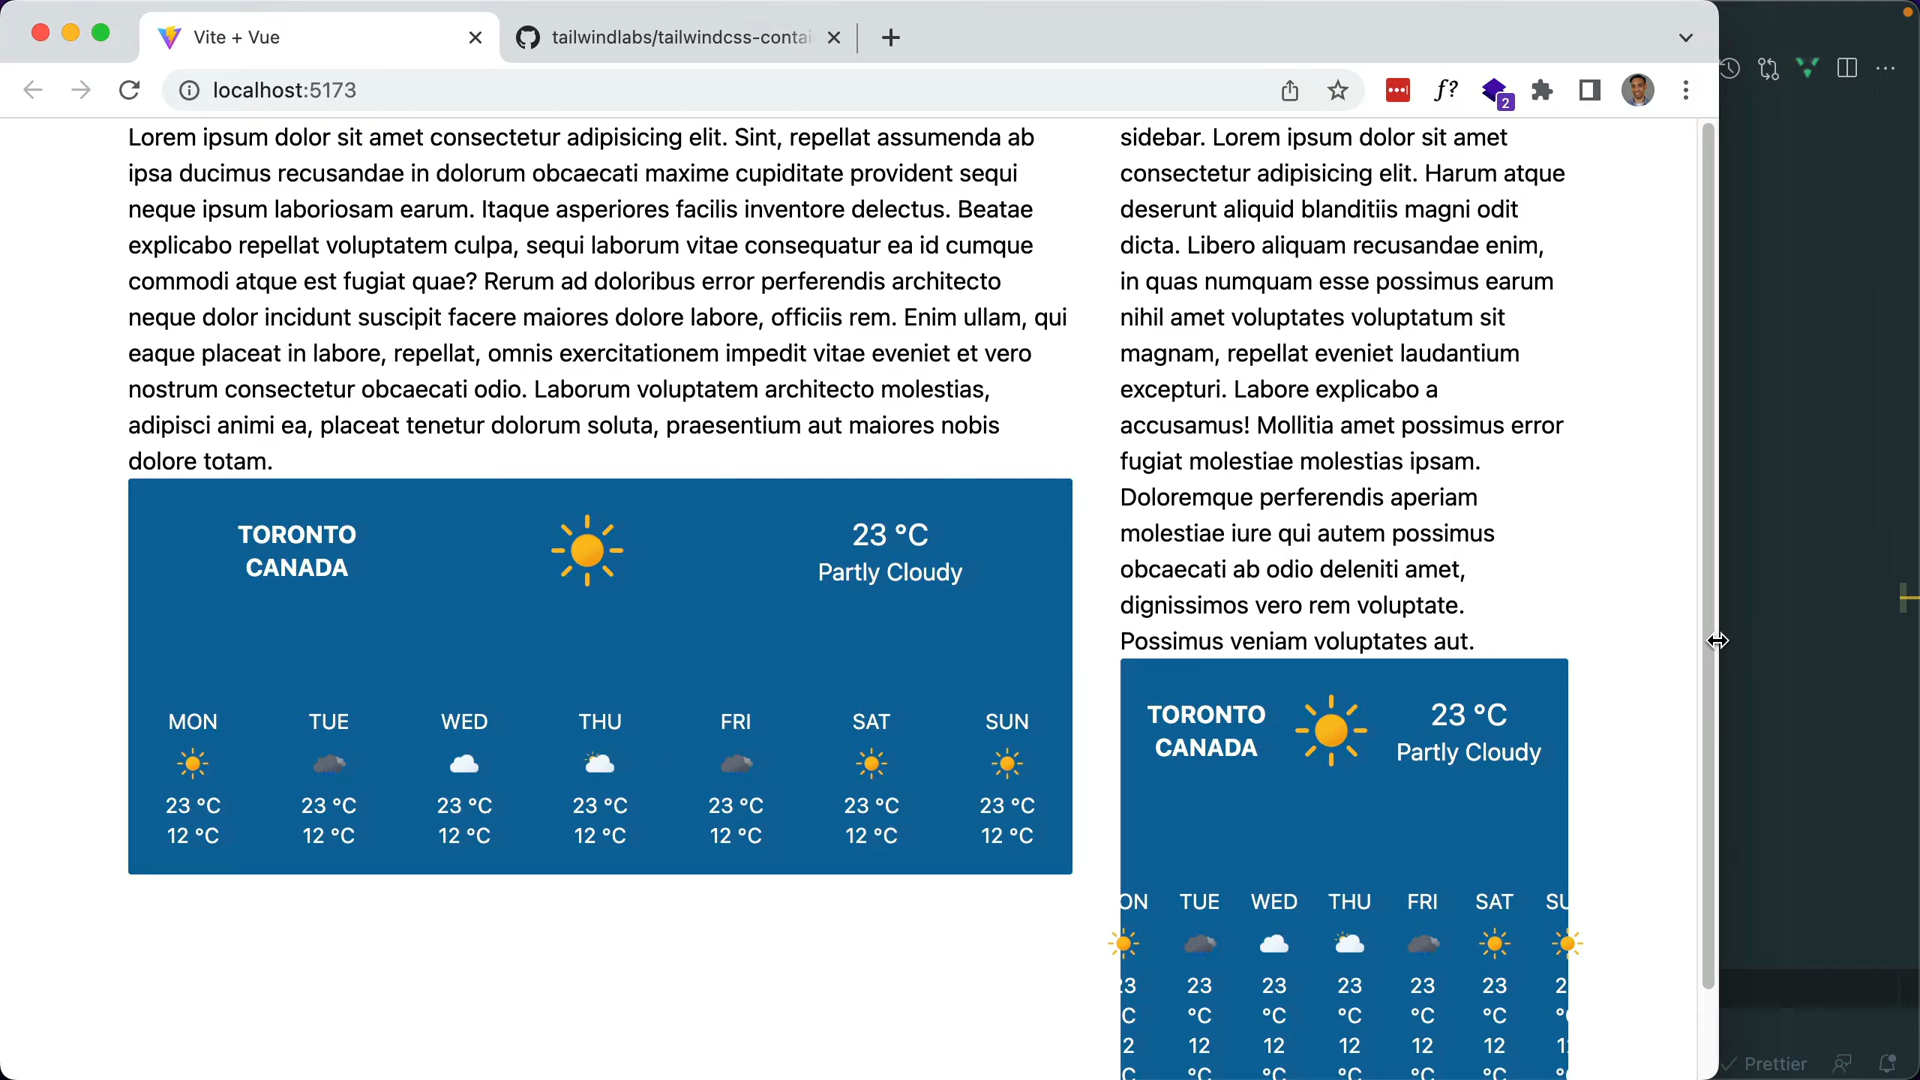 Vite + Vue
tailwindlabs/tailwindcss-contai
localhost:5173
f?
2
Lorem ipsum dolor sit amet consectetur adipisicing elit. Sint, repellat assumenda ab
ipsa ducimus recusandae in dolorum obcaecati maxime cupiditate provident sequi
neque ipsum laboriosam earum. Itaque asperiores facilis inventore delectus. Beatae
explicabo repellat voluptatem culpa, sequi laborum vitae consequatur ea id cumque
commodi atque est fugiat quae? Rerum ad doloribus error perferendis architecto
neque dolor incidunt suscipit facere maiores dolore labore, officiis rem. Enim ullam, qui
eaque placeat in labore, repellat, omnis exercitationem impedit vitae eveniet et vero
nostrum consectetur obcaecati odio. Laborum voluptatem architecto molestias,
adipisci animi ea, placeat tenetur dolorum soluta, praesentium aut maiores nobis
dolore totam.
TORONTO
CANADA
23 °C
Partly Cloudy
MON TUE WED THU FRI SAT SUN
23 °C 23 °C 23 °C 23 °C 23 °C 23 °C 23 °C
12 °C 12 °C 12 °C 12 °C 12 °C 12 °C 12 °C
sidebar. Lorem ipsum dolor sit amet
consectetur adipisicing elit. Harum atque
deserunt aliquid blanditiis magni odit
dicta. Libero aliquam recusandae enim,
in quas numquam esse possimus earum
nihil amet voluptates voluptatum sit
magnam, repellat eveniet laudantium
excepturi. Labore explicabo a
accusamus! Mollitia amet possimus error
fugiat molestiae molestias ipsam.
Doloremque perferendis aperiam
molestiae iure qui autem possimus
obcaecati ab odio deleniti amet,
dignissimos vero rem voluptate.
Possimus veniam voluptates aut.
TORONTO
CANADA
23 °C
Partly Cloudy
ON TUE WED THU FRI SAT SU
23 23 23 23 23 23 2
°C °C °C °C °C °C °
2 12 12 12 12 12 1
°C °C °C °C °C °C
Prettier